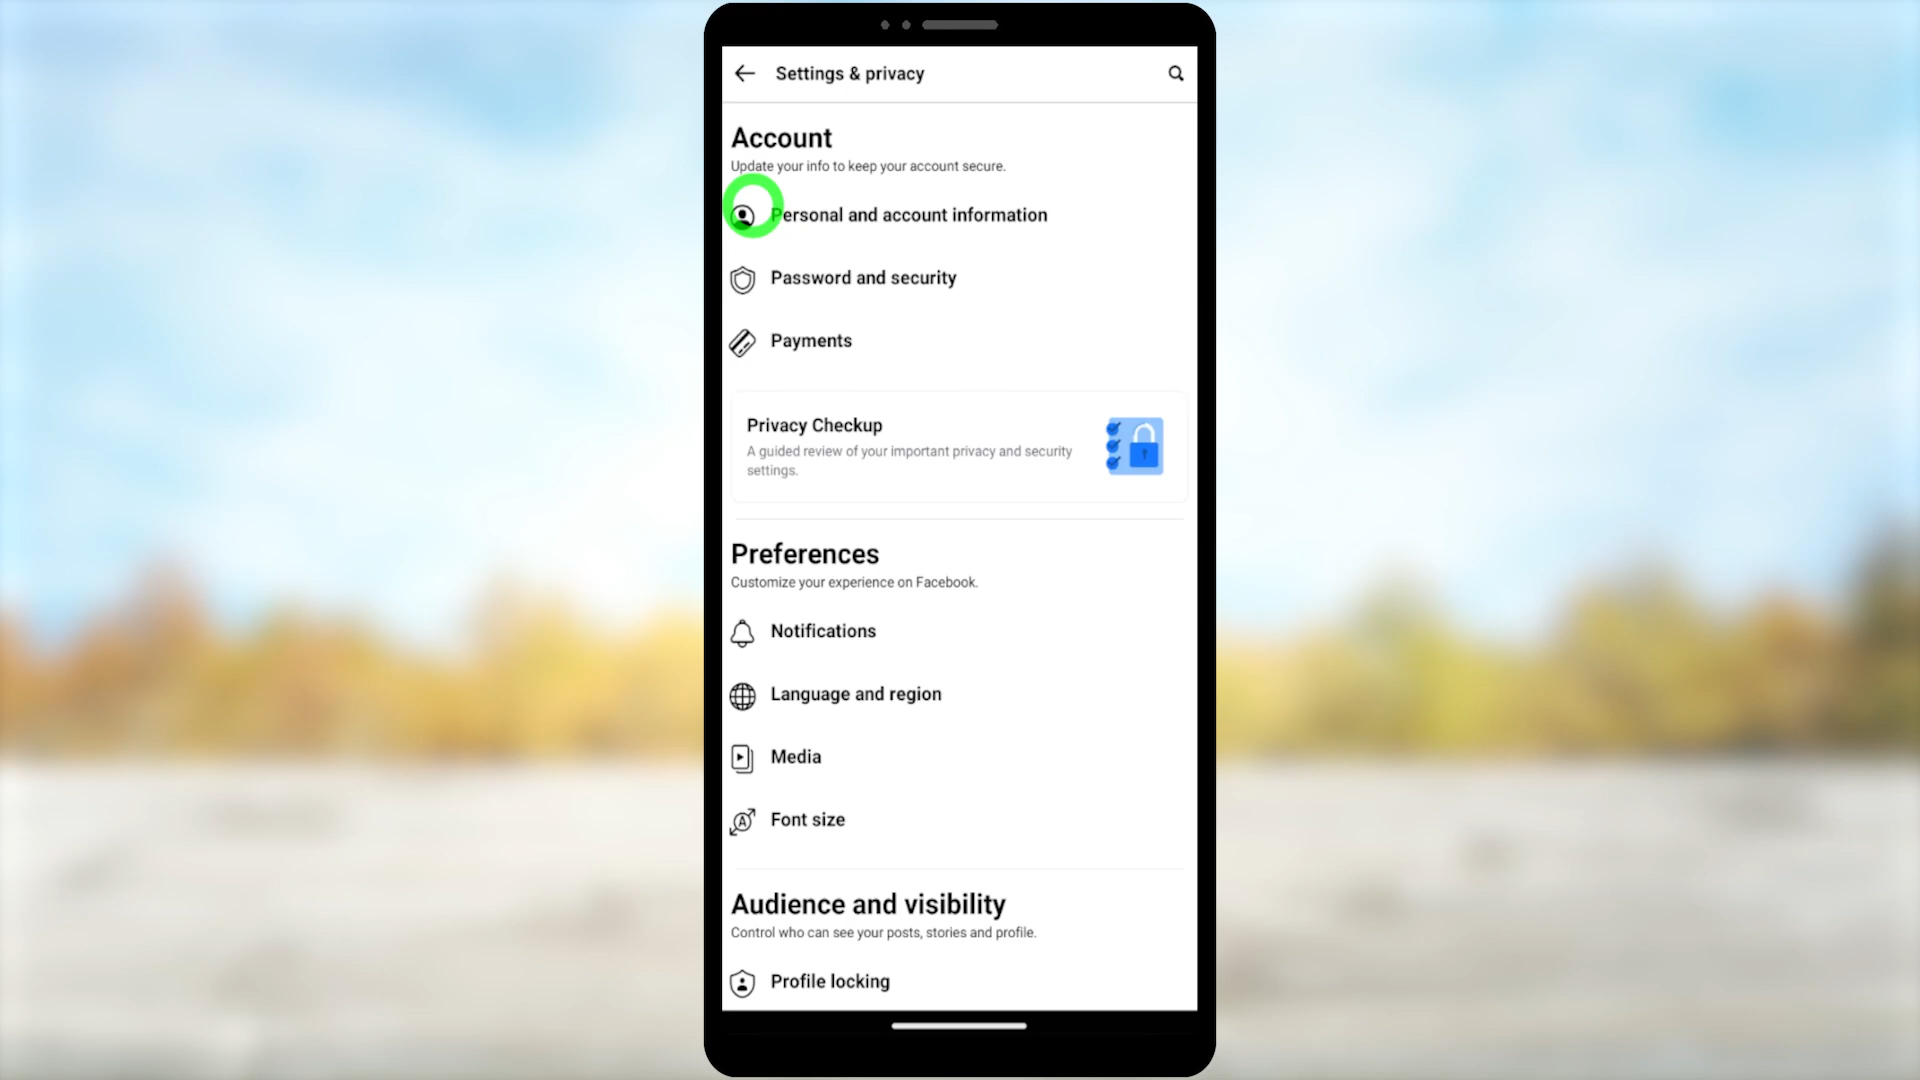 Settings & privacy
Account
Update your info to keep your account secure.
Personal and account information
Password and security
Payments
Privacy Checkup
A guided review of your important privacy and security
settings.
Preferences
Customize your experience on Facebook.
Notifications
Language and region
Media
Font size
Audience and visibility
Control who can see your posts, stories and profile.
Profile locking